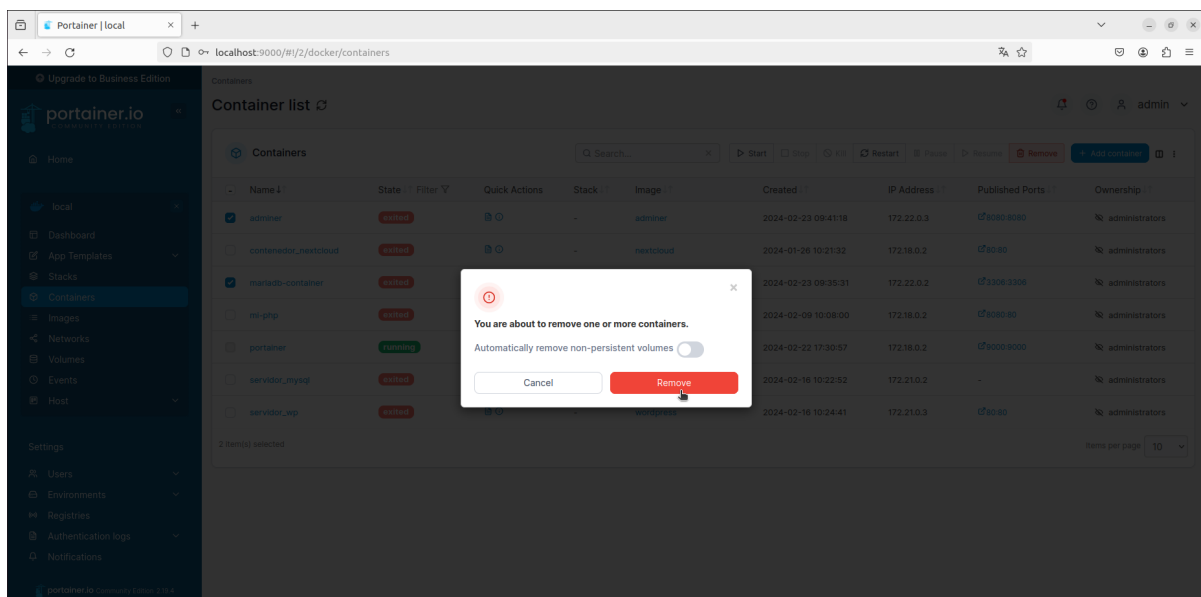 Portainer | local
localhost:9000/#!/2/docker/containers
Upgrade to Business Edition
portainer.io
COMMUNITY EDITION
Home
local
Dashboard
App Templates
Stacks
Containers
Images
Networks
Volumes
Events
Host
Settings
Users
Environments
Registries
Authentication logs
Notifications
portainer.io Community Edition 2.19.4
Containers
Container list
admin
Containers
Search...
Start Stop Kill Restart Pause Resume Remove + Add container
Name State Filter Quick Actions Stack Image Created IP Address Published Ports Ownership
adminer exited - adminer 2024-02-23 09:41:18 172.22.0.3 8080:8080 administrators
contenedor_nextcloud exited - nextcloud 2024-01-26 10:21:32 172.18.0.2 80:80 administrators
mariadb-container exited 2024-02-23 09:35:31 172.22.0.2 3306:3306 administrators
mi-php exited 2024-02-09 10:08:00 172.18.0.2 8080:80 administrators
portainer running 2024-02-22 17:30:57 172.18.0.2 9000:9000 administrators
servidor_mysql exited 2024-02-16 10:22:52 172.21.0.2 - administrators
servidor_wp exited wordpress 2024-02-16 10:24:41 172.21.0.3 80:80 administrators
2 item(s) selected
Items per page 10
You are about to remove one or more containers.
Automatically remove non-persistent volumes
Cancel Remove